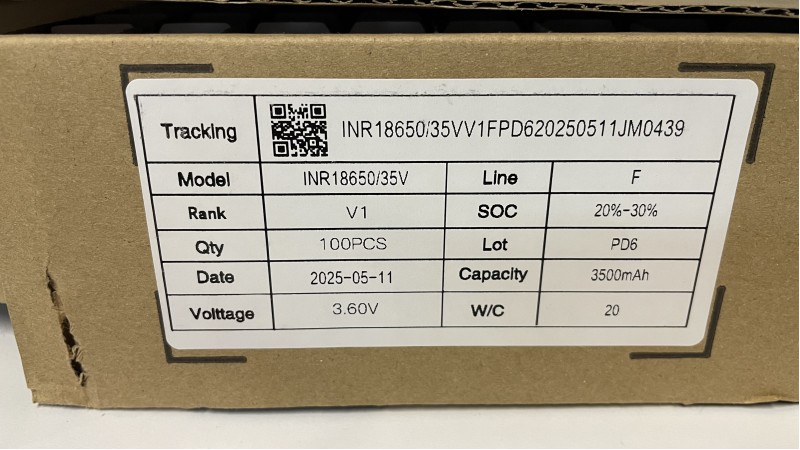 Tracking INR18650/35VV1FPD620250511JM0439
Model INR18650/35V Line F
Rank V1 SOC 20%-30%
Qty 100PCS Lot PD6
Date 2025-05-11 Capacity 3500mAh
Volttage 3.60V W/C 20